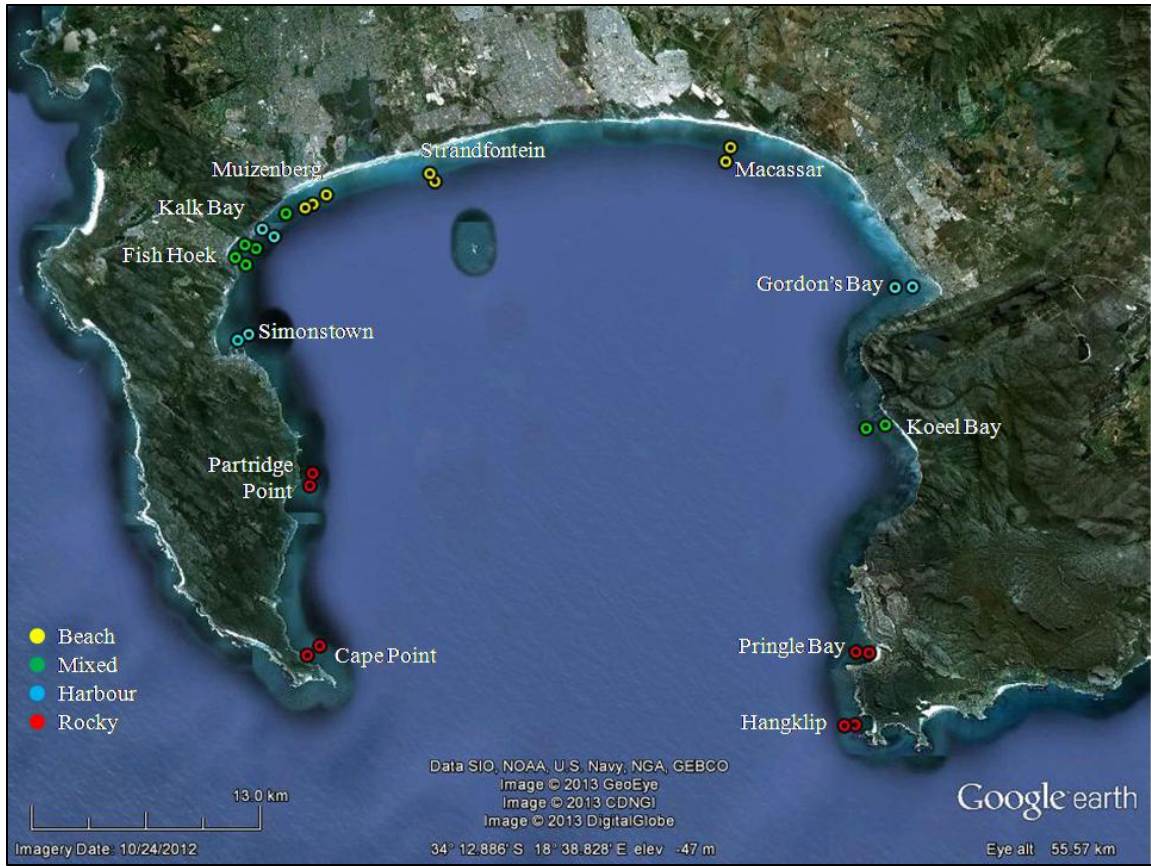 Strandfontein
Muizenberg
Macassar
Kalk Bay
Fish Hoek
Gordon's Bay
Simonstown
Koeel Bay
Partridge
Point
Beach
Mixed
Harbour
Rocky
Cape Point
Pringle Bay
Hangklip
Data SIO, NOAA, U.S. Navy, NGA, GEBCO
Image © 2013 GeoEye
Image © 2013 CDNGI
Image © 2013 DigitalGlobe
13.0 km
Google earth
Imagery Date: 10/24/2012
34° 12.886' S 18° 38.828' E elev -47 m
Eye alt 55.57 km